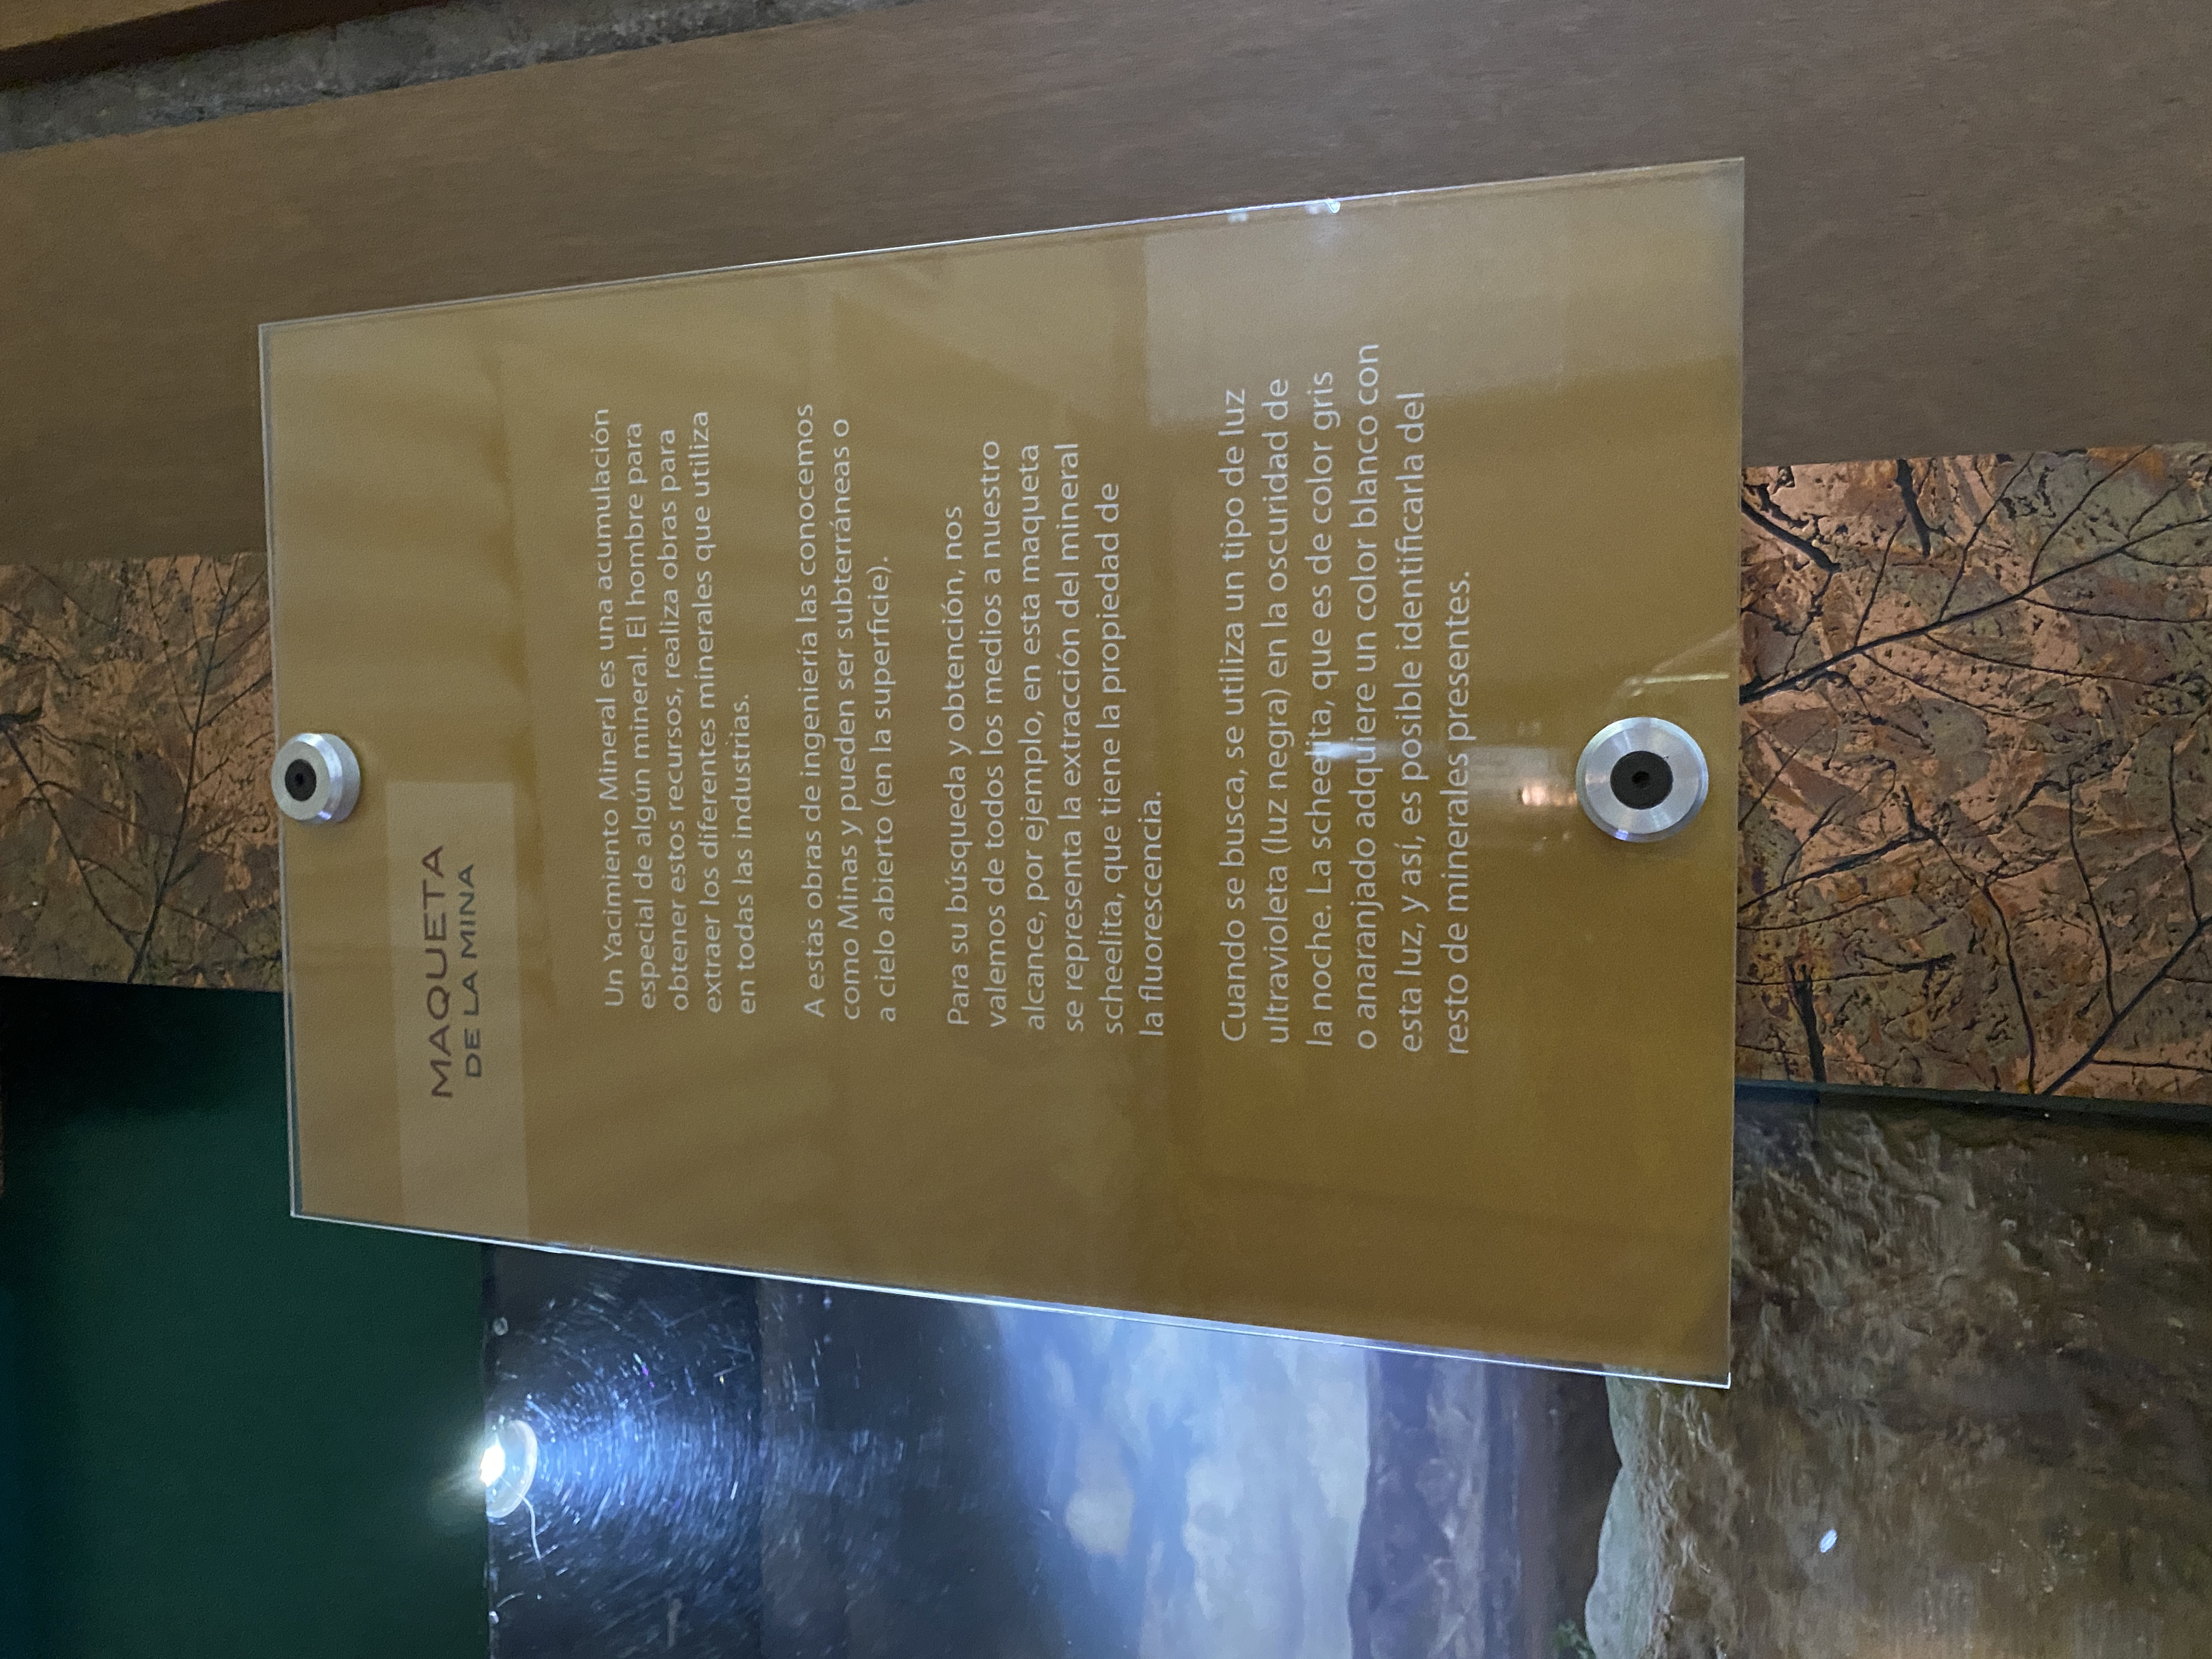 MAQUETA
DE LA MINA
Un Yacimiento Mineral es una acumulación
especial de algún mineral. El hombre para
obtener estos recursos, realiza obras para
extraer los diferentes minerales que utiliza
en todas las industrias.
A estas obras de ingeniería las conocemos
como Minas y pueden ser subterráneas o
a cielo abierto (en la superficie).
Para su búsqueda y obtención, nos
valemos de todos los medios a nuestro
alcance, por ejemplo, en esta maqueta
se representa la extracción del mineral
scheelita, que tiene la propiedad de
la fluorescencia.
Cuando se busca, se utiliza un tipo de luz
ultravioleta (luz negra) en la oscuridad de
la noche. La scheelita, que es de color gris
o anaranjado adquiere un color blanco con
esta luz, y así, es posible identificarla del
resto de minerales presentes.